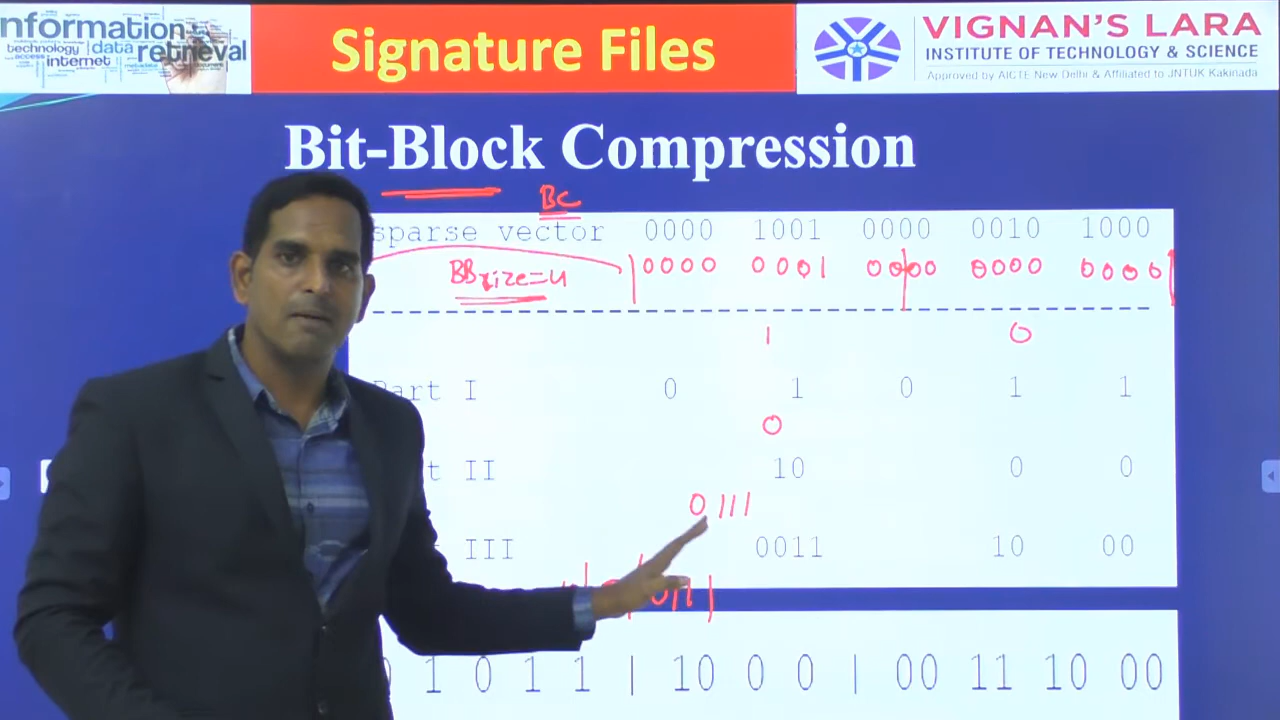 nformation
technology data retrieval
internet
Signature Files
VIGNAN'S LARA
INSTITUTE OF TECHNOLOGY & SCIENCE
Approved by AICTE New Delhi & Affiliated to JNTUK Kakinada
Bit-Block Compression
BC
sparse vector 0000 1001 0000 0010 1000
BBsize=4 0000 0001 0000 0000 0000
1 0
Part I 0 1 0 1 1
0
t II 10 0 0
0111
III 0011 10 00
0 1 0 1 1 | 10 0 0 | 00 11 10 00